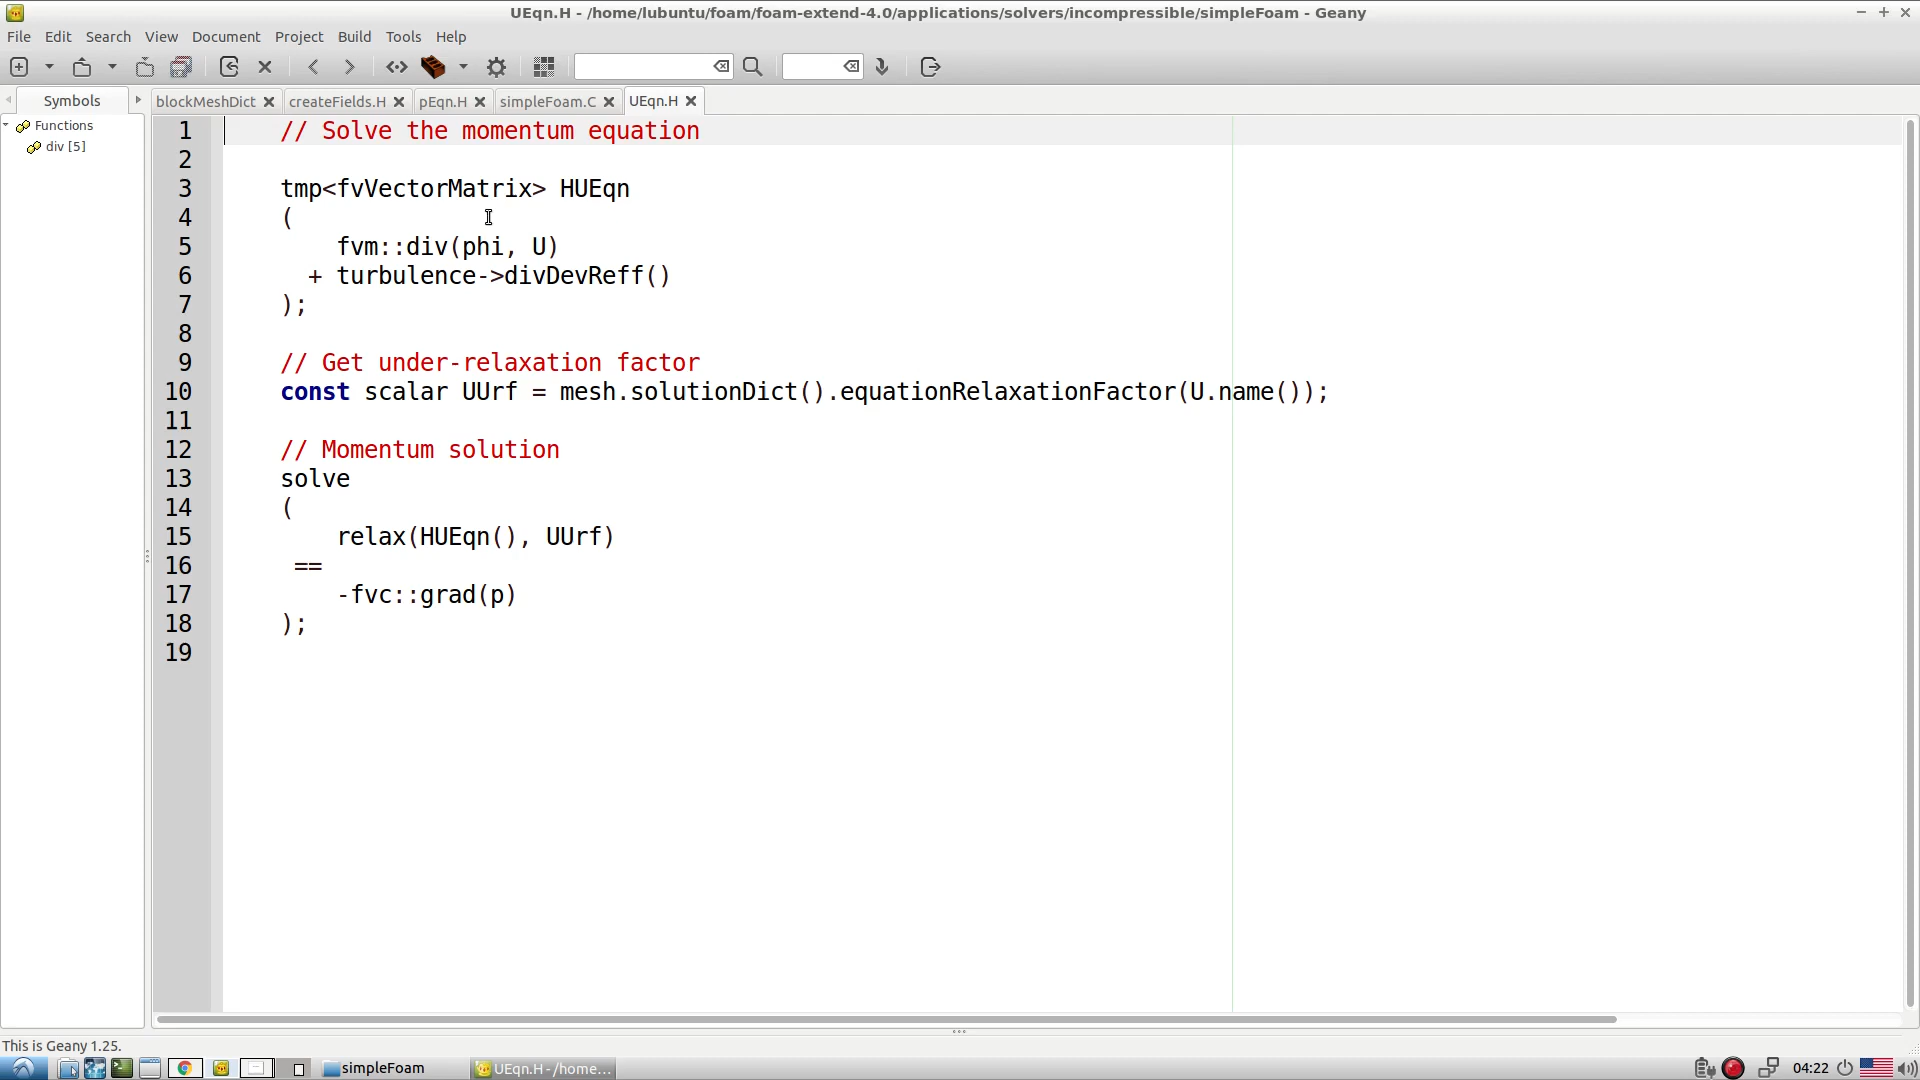 UEqn.H - /home/lubuntu/foam/foam-extend-4.0/applications/solvers/incompressible/simpleFoam - Geany
File Edit Search View Document Project Build Tools Help
Symbols blockMeshDict createFields.H pEqn.H simpleFoam.C UEqn.H
Functions
div [5]
1 // Solve the momentum equation
2
3 tmp<fvVectorMatrix> HUEqn
4 (
5 fvm::div(phi, U)
6 + turbulence->divDevReff()
7 );
8
9 // Get under-relaxation factor
10 const scalar UUrf = mesh.solutionDict().equationRelaxationFactor(U.name());
11
12 // Momentum solution
13 solve
14 (
15 relax(HUEqn(), UUrf)
16 ==
17 -fvc::grad(p)
18 );
19
This is Geany 1.25.
simpleFoam UEqn.H - /home... 04:22